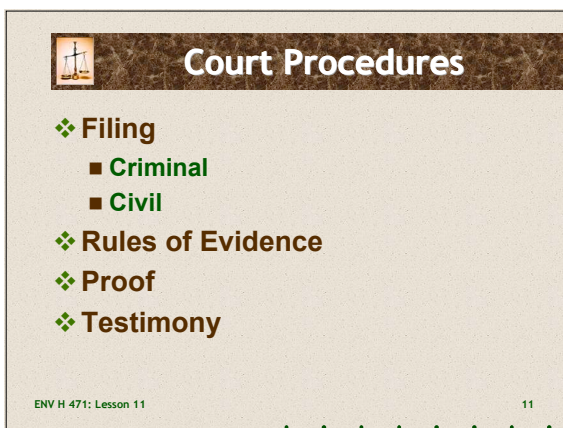 Court Procedures
Filing
Criminal
Civil
Rules of Evidence
Proof
Testimony
ENV H 471: Lesson 11 11